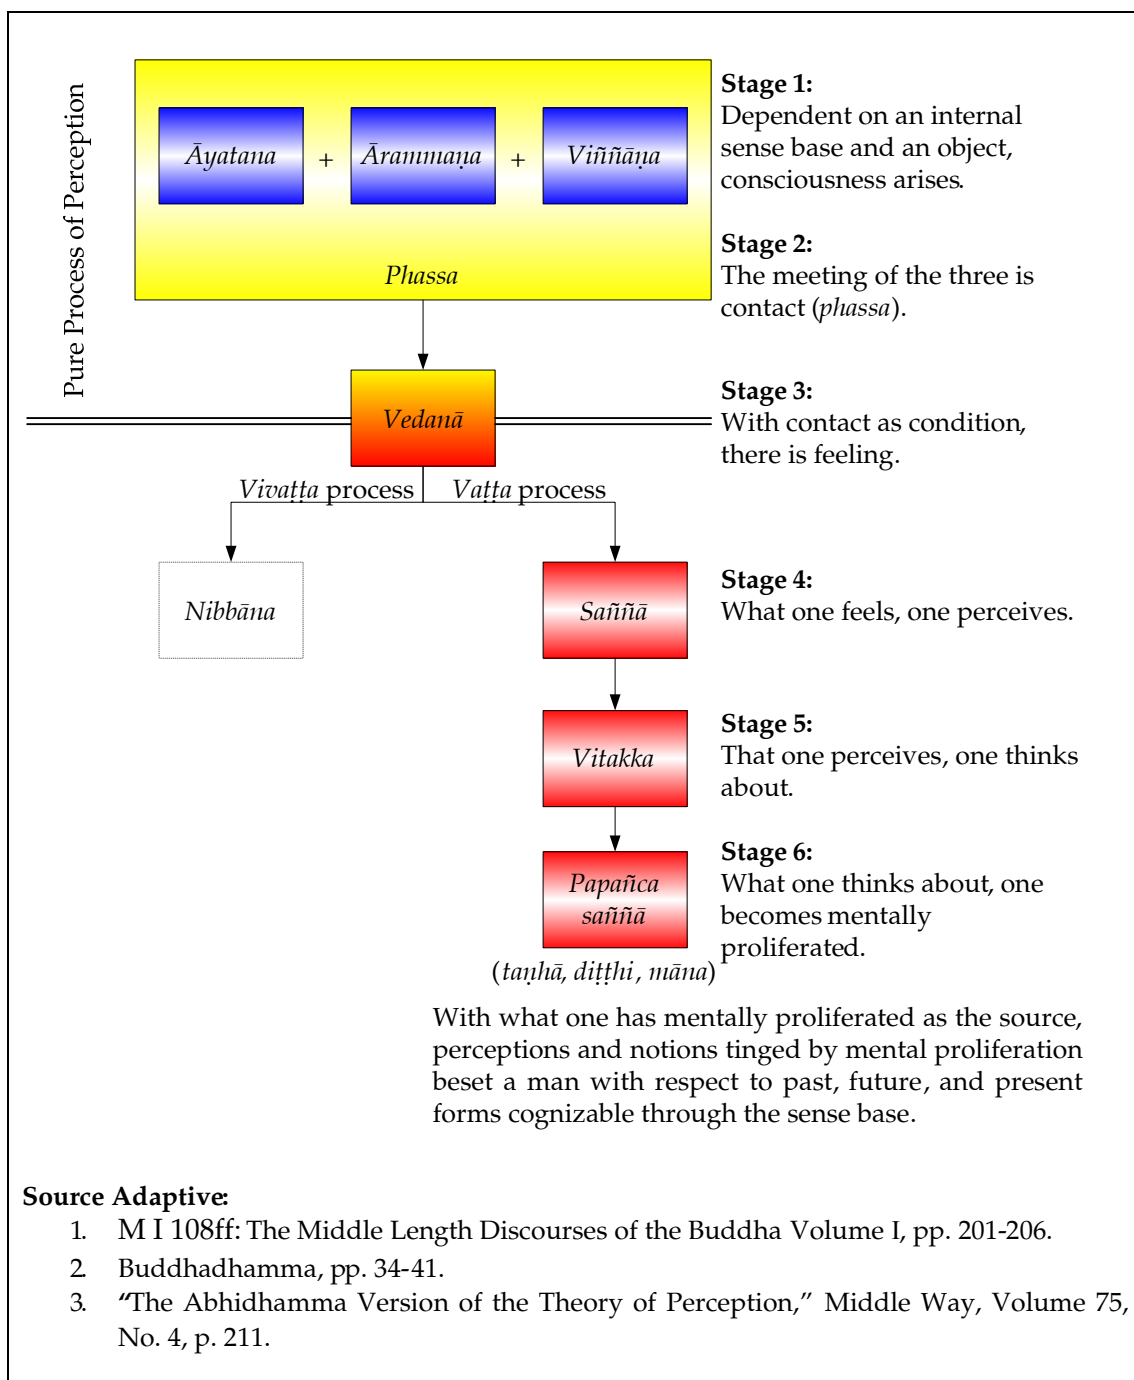 Pure Process of Perception
Āyatana + Ārammaṇa + Viññāṇa
Phassa
Stage 1:
Dependent on an internal
sense base and an object,
consciousness arises.
Stage 2:
The meeting of the three is
contact (phassa).
Vedanā
Stage 3:
With contact as condition,
there is feeling.
Vivaṭṭa process Vaṭṭa process
Nibbāna
Saññā
Stage 4:
What one feels, one perceives.
Vitakka
Stage 5:
That one perceives, one thinks
about.
Papañca
saññā
(taṇhā, diṭṭhi, māna)
Stage 6:
What one thinks about, one
becomes mentally
proliferated.
With what one has mentally proliferated as the source,
perceptions and notions tinged by mental proliferation
beset a man with respect to past, future, and present
forms cognizable through the sense base.
Source Adaptive:
1. M I 108ff: The Middle Length Discourses of the Buddha Volume I, pp. 201-206.
2. Buddhadhamma, pp. 34-41.
3. “The Abhidhamma Version of the Theory of Perception,” Middle Way, Volume 75,
No. 4, p. 211.